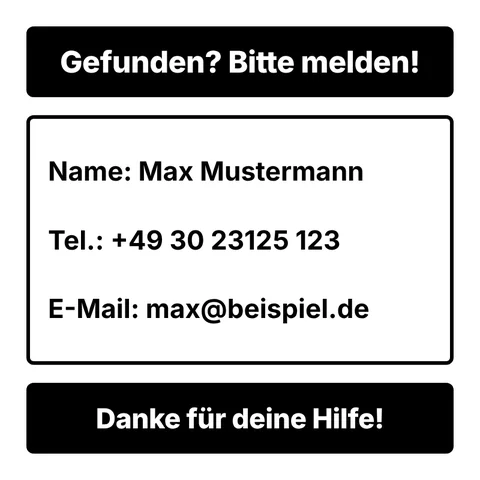 Gefunden? Bitte melden!
Name: Max Mustermann
Tel.: +49 30 23125 123
E-Mail: max@beispiel.de
Danke für deine Hilfe!